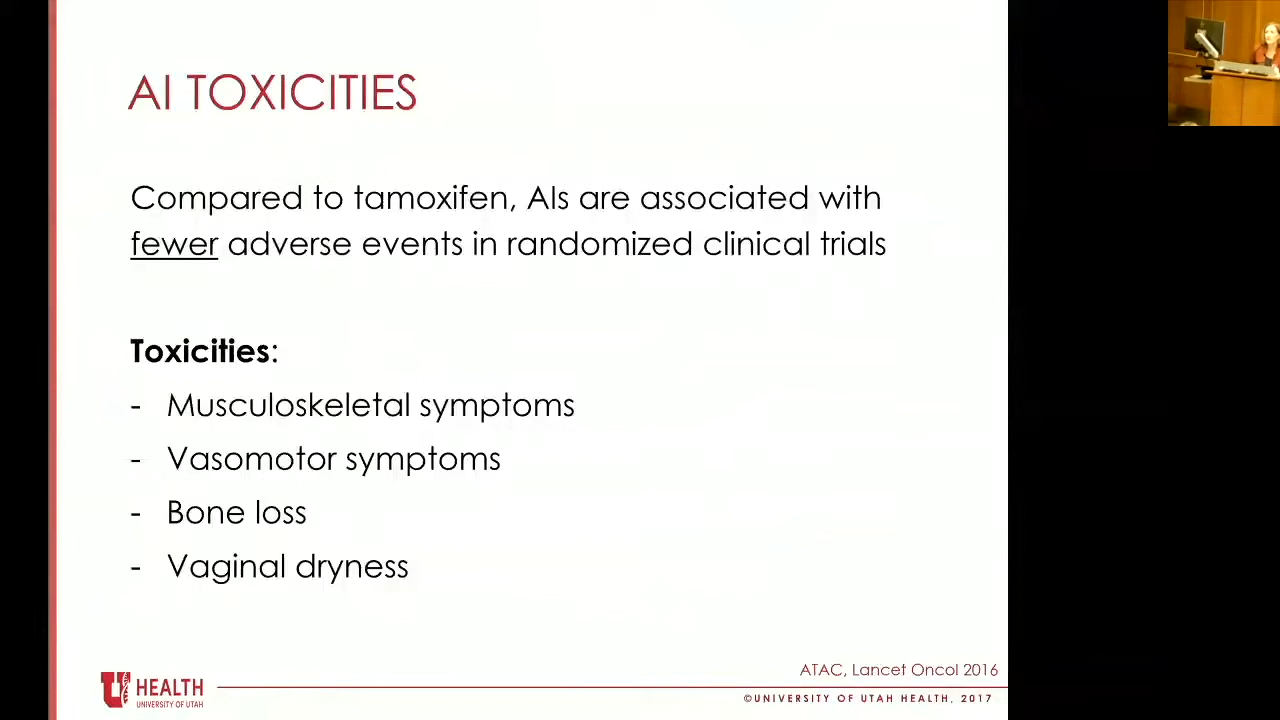 AI TOXICITIES
Compared to tamoxifen, AIs are associated with
fewer adverse events in randomized clinical trials
Toxicities:
- Musculoskeletal symptoms
- Vasomotor symptoms
- Bone loss
- Vaginal dryness
ATAC, Lancet Oncol 2016
U HEALTH
UNIVERSITY OF UTAH
©UNIVERSITY OF UTAH HEALTH, 2017